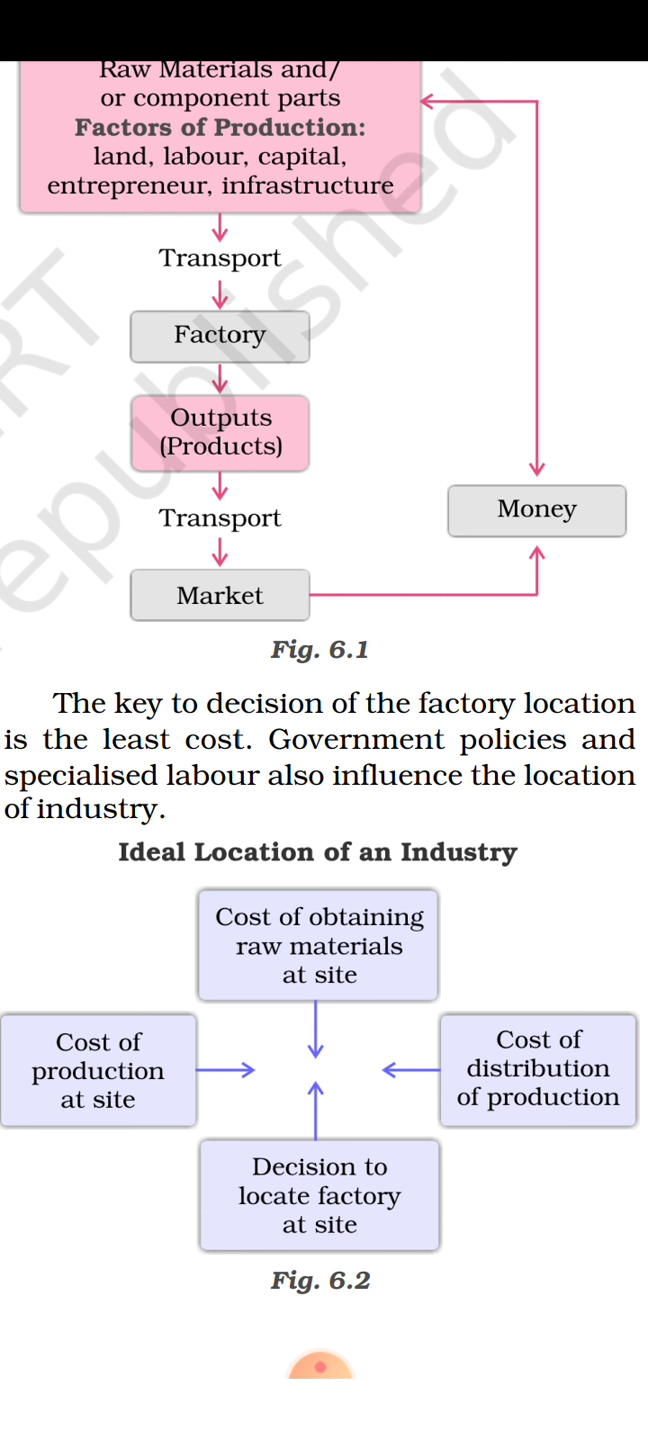 Raw Materials and/
or component parts
Factors of Production:
land, labour, capital,
entrepreneur, infrastructure
Transport
Factory
Outputs
(Products)
Transport
Money
Market
Fig. 6.1
The key to decision of the factory location
is the least cost. Government policies and
specialised labour also influence the location
of industry.
Ideal Location of an Industry
Cost of obtaining
raw materials
at site
Cost of
production
at site
Cost of
distribution
of production
Decision to
locate factory
at site
Fig. 6.2
RT
republished